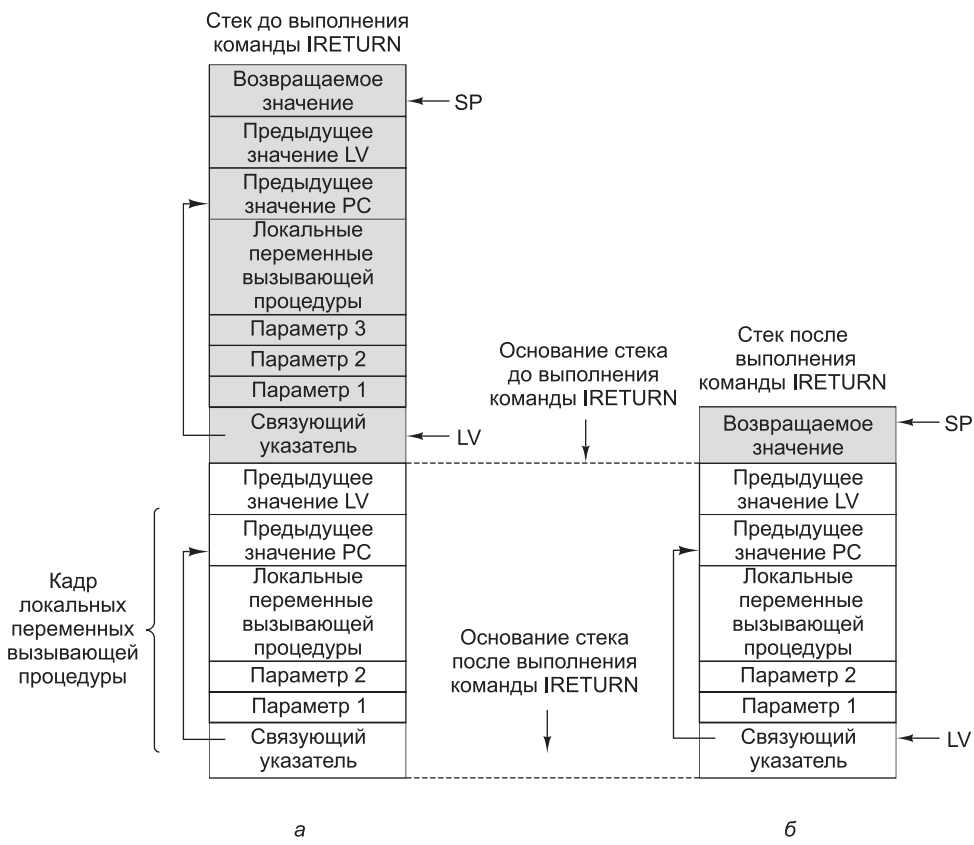 Стек до выполнения
команды IRETURN
Возвращаемое
значение
SP
Предыдущее
значение LV
Предыдущее
значение PC
Локальные
переменные
вызывающей
процедуры
Параметр 3
Параметр 2
Параметр 1
Связующий
указатель
LV
Основание стека
до выполнения
команды IRETURN
Стек после
выполнения
команды IRETURN
Возвращаемое
значение
SP
Предыдущее
значение LV
Предыдущее
значение PC
Локальные
переменные
вызывающей
процедуры
Параметр 2
Параметр 1
Связующий
указатель
Кадр
локальных
переменных
вызывающей
процедуры
Основание стека
после выполнения
команды IRETURN
Предыдущее
значение LV
Предыдущее
значение PC
Локальные
переменные
вызывающей
процедуры
Параметр 2
Параметр 1
Связующий
указатель
LV
а
б